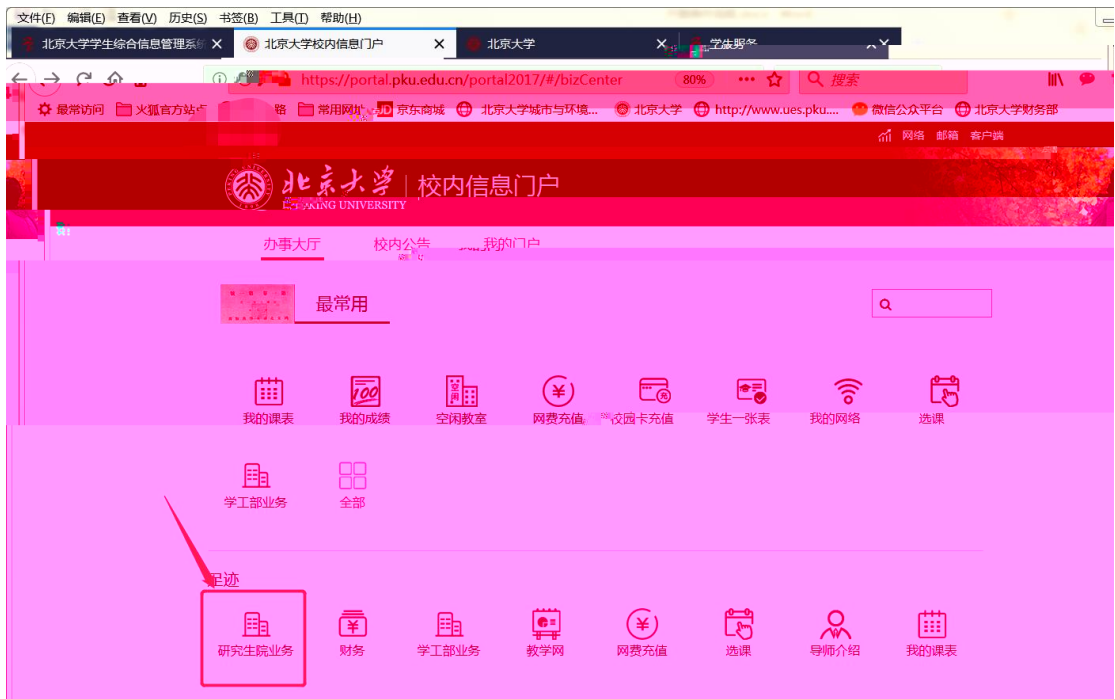 文件(F) 编辑(E) 查看(V) 历史(S) 书签(B) 工具(T) 帮助(H)
北京大学学生综合信息管理系统 × 北京大学校内信息门户 × 北京大学 × 学生服务 ×
https://portal.pku.edu.cn/portal2017/#/bizCenter 80% ••• 搜索
最常访问 火狐官方站点 常用网址 JD 京东商城 北京大学城市与环境... 北京大学 http://www.ues.pku.... 微信公众平台 北京大学财务部
网络 邮箱 客户端
北京大学 校内信息门户
PEKING UNIVERSITY
办事大厅 校内公告 我的门户
最常用
100 空闲 ¥ 充
我的课表 我的成绩 空闲教室 网费充值 校园卡充值 学生一张表 我的网络 选课
学工部业务 全部
足迹
¥ ¥
研究生院业务 财务 学工部业务 教学网 网费充值 选课 导师介绍 我的课表